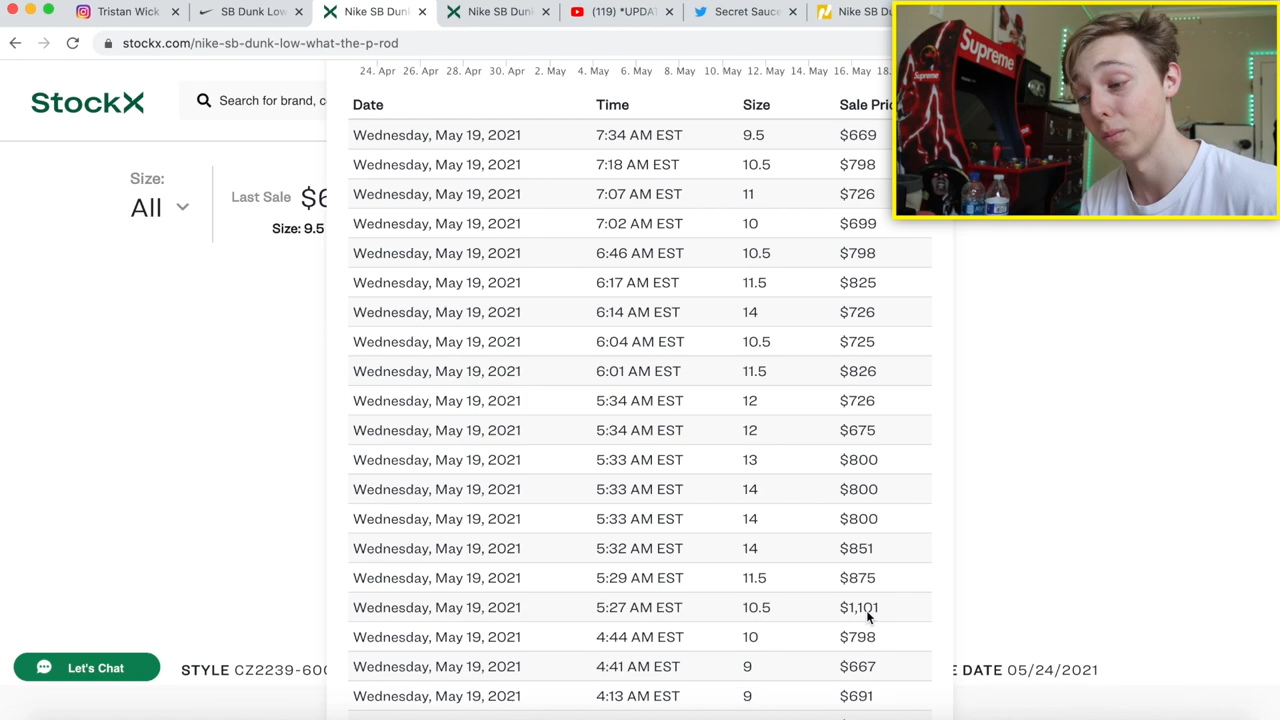 Tristan Wick
SB Dunk Low
Nike SB Dun
ke SB Dun
(119) *UPDA
Secret Sauce
Nike SB Du
stockx.com/nike-sb-dunk-low-what-the-p-rod
Supreme
Supreme
24. Apr 26. Apr 28. Apr 30. Apr 2. May 4. May 6. May 8. May 10. May 12. May 14. May 16. May 18.
StockX
Search for brand, c
Size:
All
Last Sale $6
Size: 9.5
Date Time Size Sale Pric
Wednesday, May 19, 2021 7:34 AM EST 9.5 $669
Wednesday, May 19, 2021 7:18 AM EST 10.5 $798
Wednesday, May 19, 2021 7:07 AM EST 11 $726
Wednesday, May 19, 2021 7:02 AM EST 10 $699
Wednesday, May 19, 2021 6:46 AM EST 10.5 $798
Wednesday, May 19, 2021 6:17 AM EST 11.5 $825
Wednesday, May 19, 2021 6:14 AM EST 14 $726
Wednesday, May 19, 2021 6:04 AM EST 10.5 $725
Wednesday, May 19, 2021 6:01 AM EST 11.5 $826
Wednesday, May 19, 2021 5:34 AM EST 12 $726
Wednesday, May 19, 2021 5:34 AM EST 12 $675
Wednesday, May 19, 2021 5:33 AM EST 13 $800
Wednesday, May 19, 2021 5:33 AM EST 14 $800
Wednesday, May 19, 2021 5:33 AM EST 14 $800
Wednesday, May 19, 2021 5:32 AM EST 14 $851
Wednesday, May 19, 2021 5:29 AM EST 11.5 $875
Wednesday, May 19, 2021 5:27 AM EST 10.5 $1,101
Wednesday, May 19, 2021 4:44 AM EST 10 $798
Wednesday, May 19, 2021 4:41 AM EST 9 $667
Wednesday, May 19, 2021 4:13 AM EST 9 $691
Let's Chat
STYLE CZ2239-600
E DATE 05/24/2021